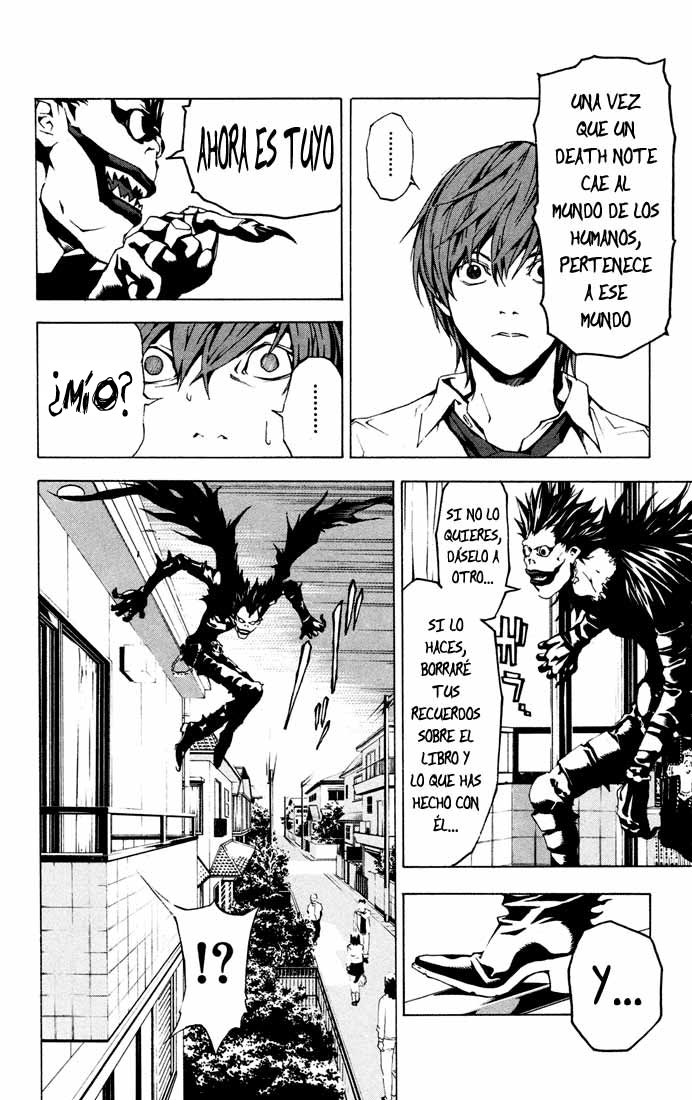 UNA VEZ
QUE UN
DEATH NOTE
CAE AL
MUNDO DE LOS
HUMANOS,
PERTENECE
A ESE
MUNDO
........
AHORA ES TUYO
........
¿MÍO?
SI NO LO
QUIERES,
DÁSELO A
OTRO...
SI LO
HACES,
BORRARÉ
TUS
RECUERDOS
SOBRE EL
LIBRO Y
LO QUE HAS
HECHO CON
ÉL...
ガラ
Y...
!?